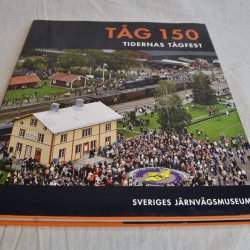 TÅG 150
TIDERNAS TÅGFEST
SVERIGES JÄRNVÄGSMUSEUM